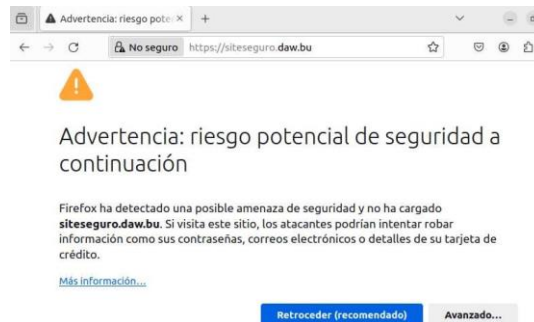 Advertencia: riesgo pote
No seguro https://siteseguro.daw.bu
Advertencia: riesgo potencial de seguridad a
continuación
Firefox ha detectado una posible amenaza de seguridad y no ha cargado
siteseguro.daw.bu. Si visita este sitio, los atacantes podrían intentar robar
información como sus contraseñas, correos electrónicos o detalles de su tarjeta de
crédito.
Más información...
Retroceder (recomendado) Avanzado...